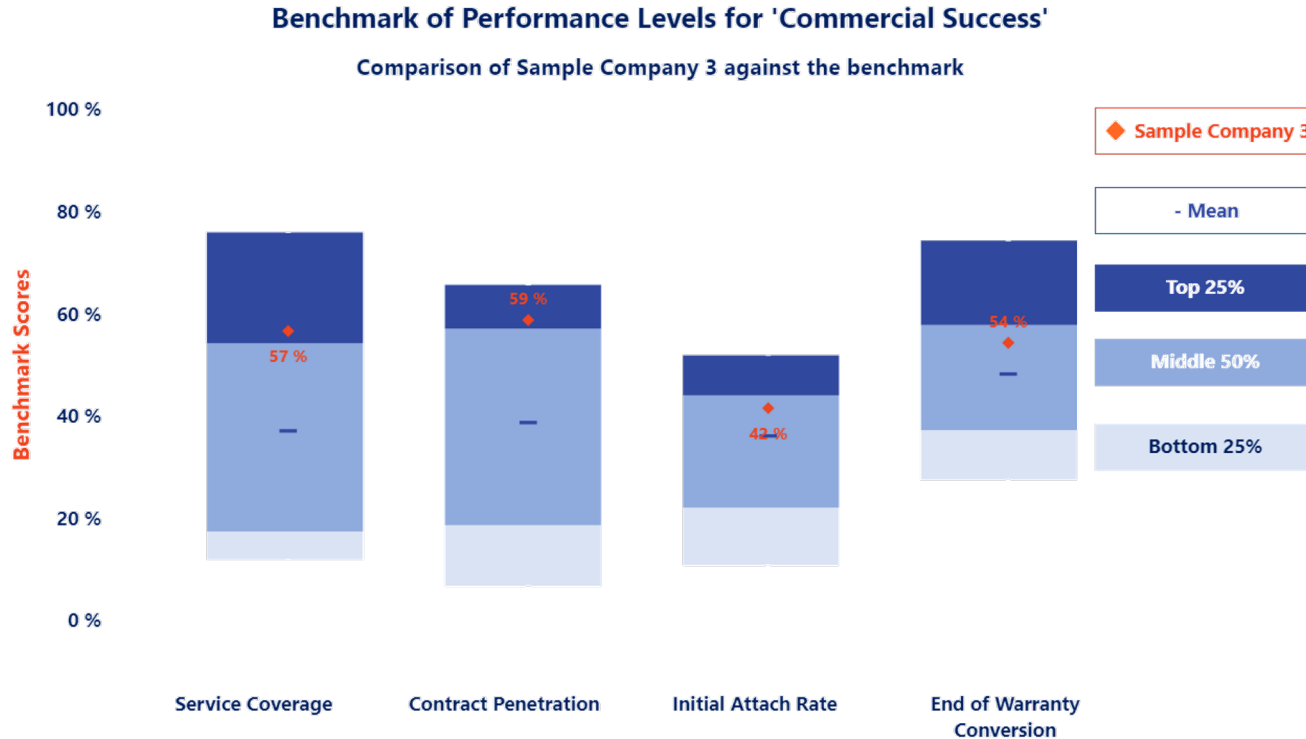 Benchmark of Performance Levels for 'Commercial Success'
Comparison of Sample Company 3 against the benchmark
100 %
80 %
60 %
40 %
20 %
0 %
Benchmark Scores
57 %
59 %
42 %
54 %
Service Coverage
Contract Penetration
Initial Attach Rate
End of Warranty
Conversion
Sample Company 3
- Mean
Top 25%
Middle 50%
Bottom 25%